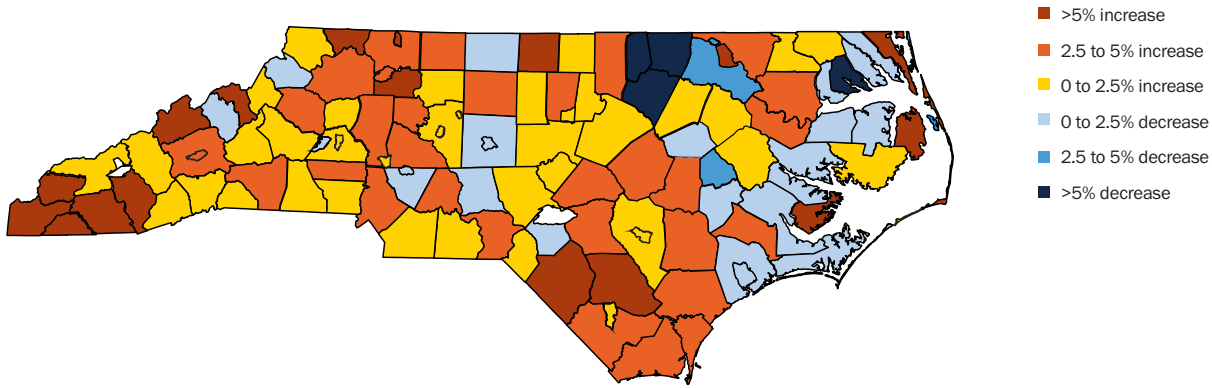 >5% increase
2.5 to 5% increase
0 to 2.5% increase
0 to 2.5% decrease
2.5 to 5% decrease
>5% decrease